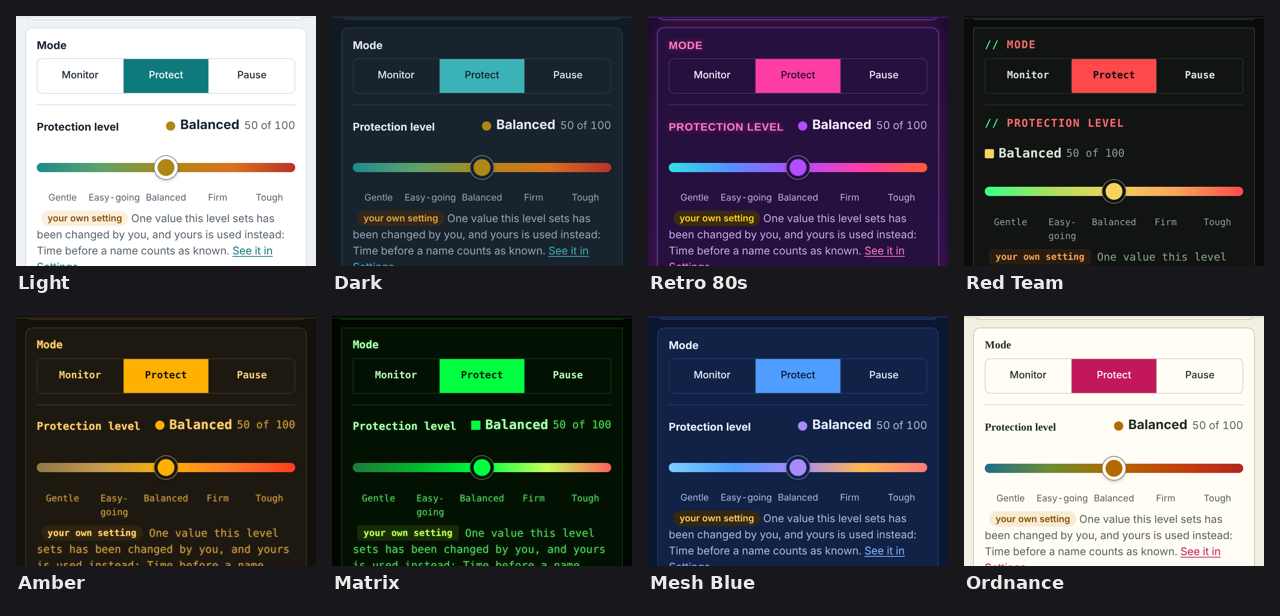 Mode
Monitor Protect Pause
Protection level Balanced 50 of 100
Gentle Easy-going Balanced Firm Tough
your own setting One value this level sets has
been changed by you, and yours is used instead:
Time before a name counts as known. See it in
Settings
Light
Mode
Monitor Protect Pause
Protection level Balanced 50 of 100
Gentle Easy-going Balanced Firm Tough
your own setting One value this level sets has
been changed by you, and yours is used instead:
Time before a name counts as known. See it in
Settings
Dark
MODE
Monitor Protect Pause
PROTECTION LEVEL Balanced 50 of 100
Gentle Easy-going Balanced Firm Tough
your own setting One value this level sets has
been changed by you, and yours is used instead:
Time before a name counts as known. See it in
Settings
Retro 80s
// MODE
Monitor Protect Pause
// PROTECTION LEVEL
Balanced 50 of 100
Gentle Easy- Balanced Firm Tough
going
your own setting One value this level
Red Team
Mode
Monitor Protect Pause
Protection level Balanced 50 of 100
Gentle Easy- Balanced Firm Tough
going
your own setting One value this level
sets has been changed by you, and yours
is used instead: Time before a name
Amber
Mode
Monitor Protect Pause
Protection level Balanced 50 of 100
Gentle Easy- Balanced Firm Tough
going
your own setting One value this level
sets has been changed by you, and yours
is used instead: Time before a name
Matrix
Mode
Monitor Protect Pause
Protection level Balanced 50 of 100
Gentle Easy-going Balanced Firm Tough
your own setting One value this level sets has
been changed by you, and yours is used instead:
Time before a name counts as known. See it in
Mesh Blue
Mode
Monitor Protect Pause
Protection level Balanced 50 of 100
Gentle Easy-going Balanced Firm Tough
your own setting One value this level sets has
been changed by you, and yours is used instead:
Time before a name counts as known. See it in
Ordnance